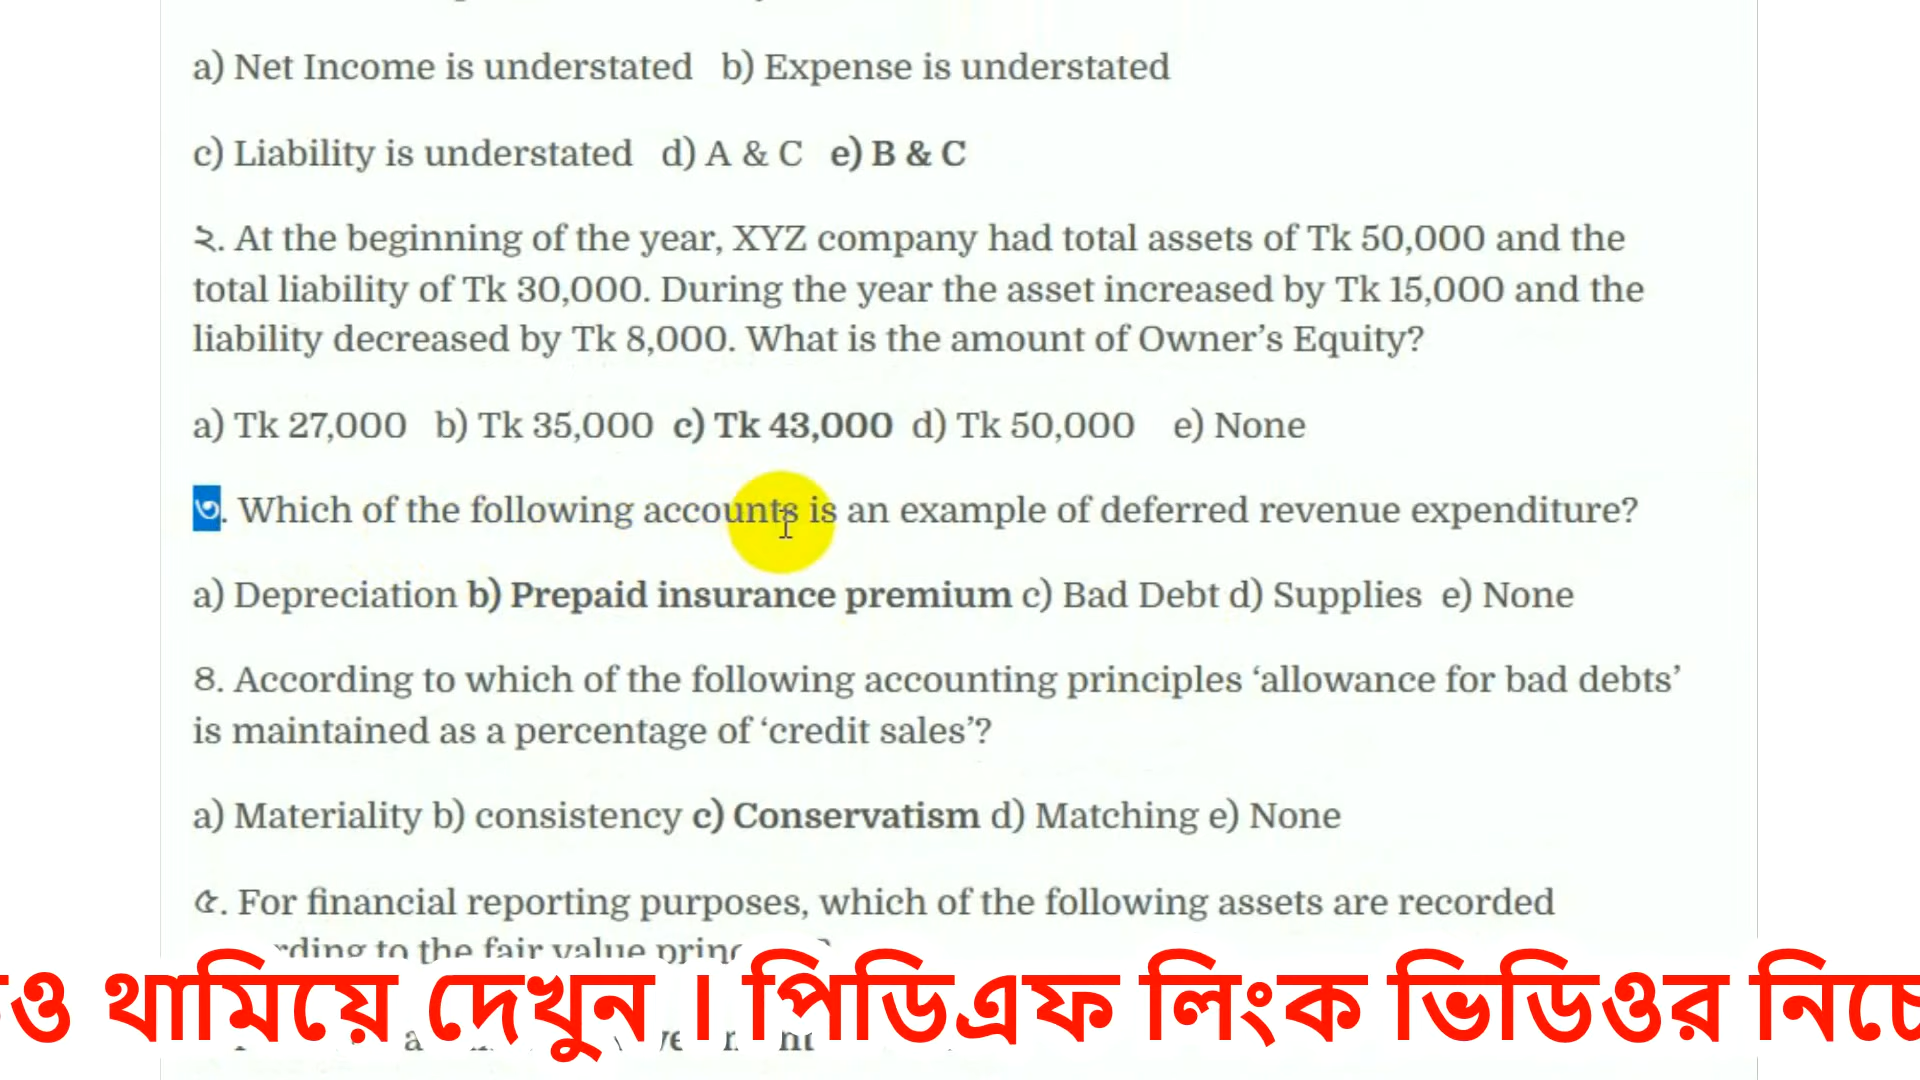 a) Net Income is understated b) Expense is understated
c) Liability is understated d) A & C e) B & C
২. At the beginning of the year, XYZ company had total assets of Tk 50,000 and the
total liability of Tk 30,000. During the year the asset increased by Tk 15,000 and the
liability decreased by Tk 8,000. What is the amount of Owner’s Equity?
a) Tk 27,000 b) Tk 35,000 c) Tk 43,000 d) Tk 50,000 e) None
৩. Which of the following accounts is an example of deferred revenue expenditure?
a) Depreciation b) Prepaid insurance premium c) Bad Debt d) Supplies e) None
৪. According to which of the following accounting principles ‘allowance for bad debts’
is maintained as a percentage of ‘credit sales’?
a) Materiality b) consistency c) Conservatism d) Matching e) None
৫. For financial reporting purposes, which of the following assets are recorded
to the fair value
থামিয়ে দেখুন । পিডিএফ লিংক ভিডিওর